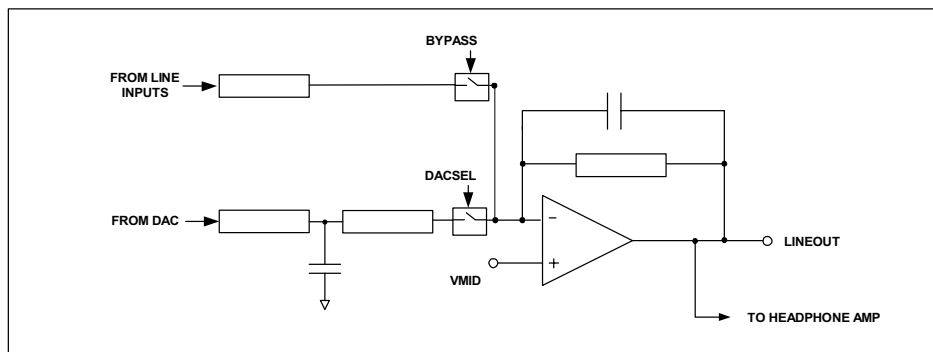 BYPASS
FROM LINE
INPUTS
DACSEL
FROM DAC
−
+
VMID
LINEOUT
TO HEADPHONE AMP